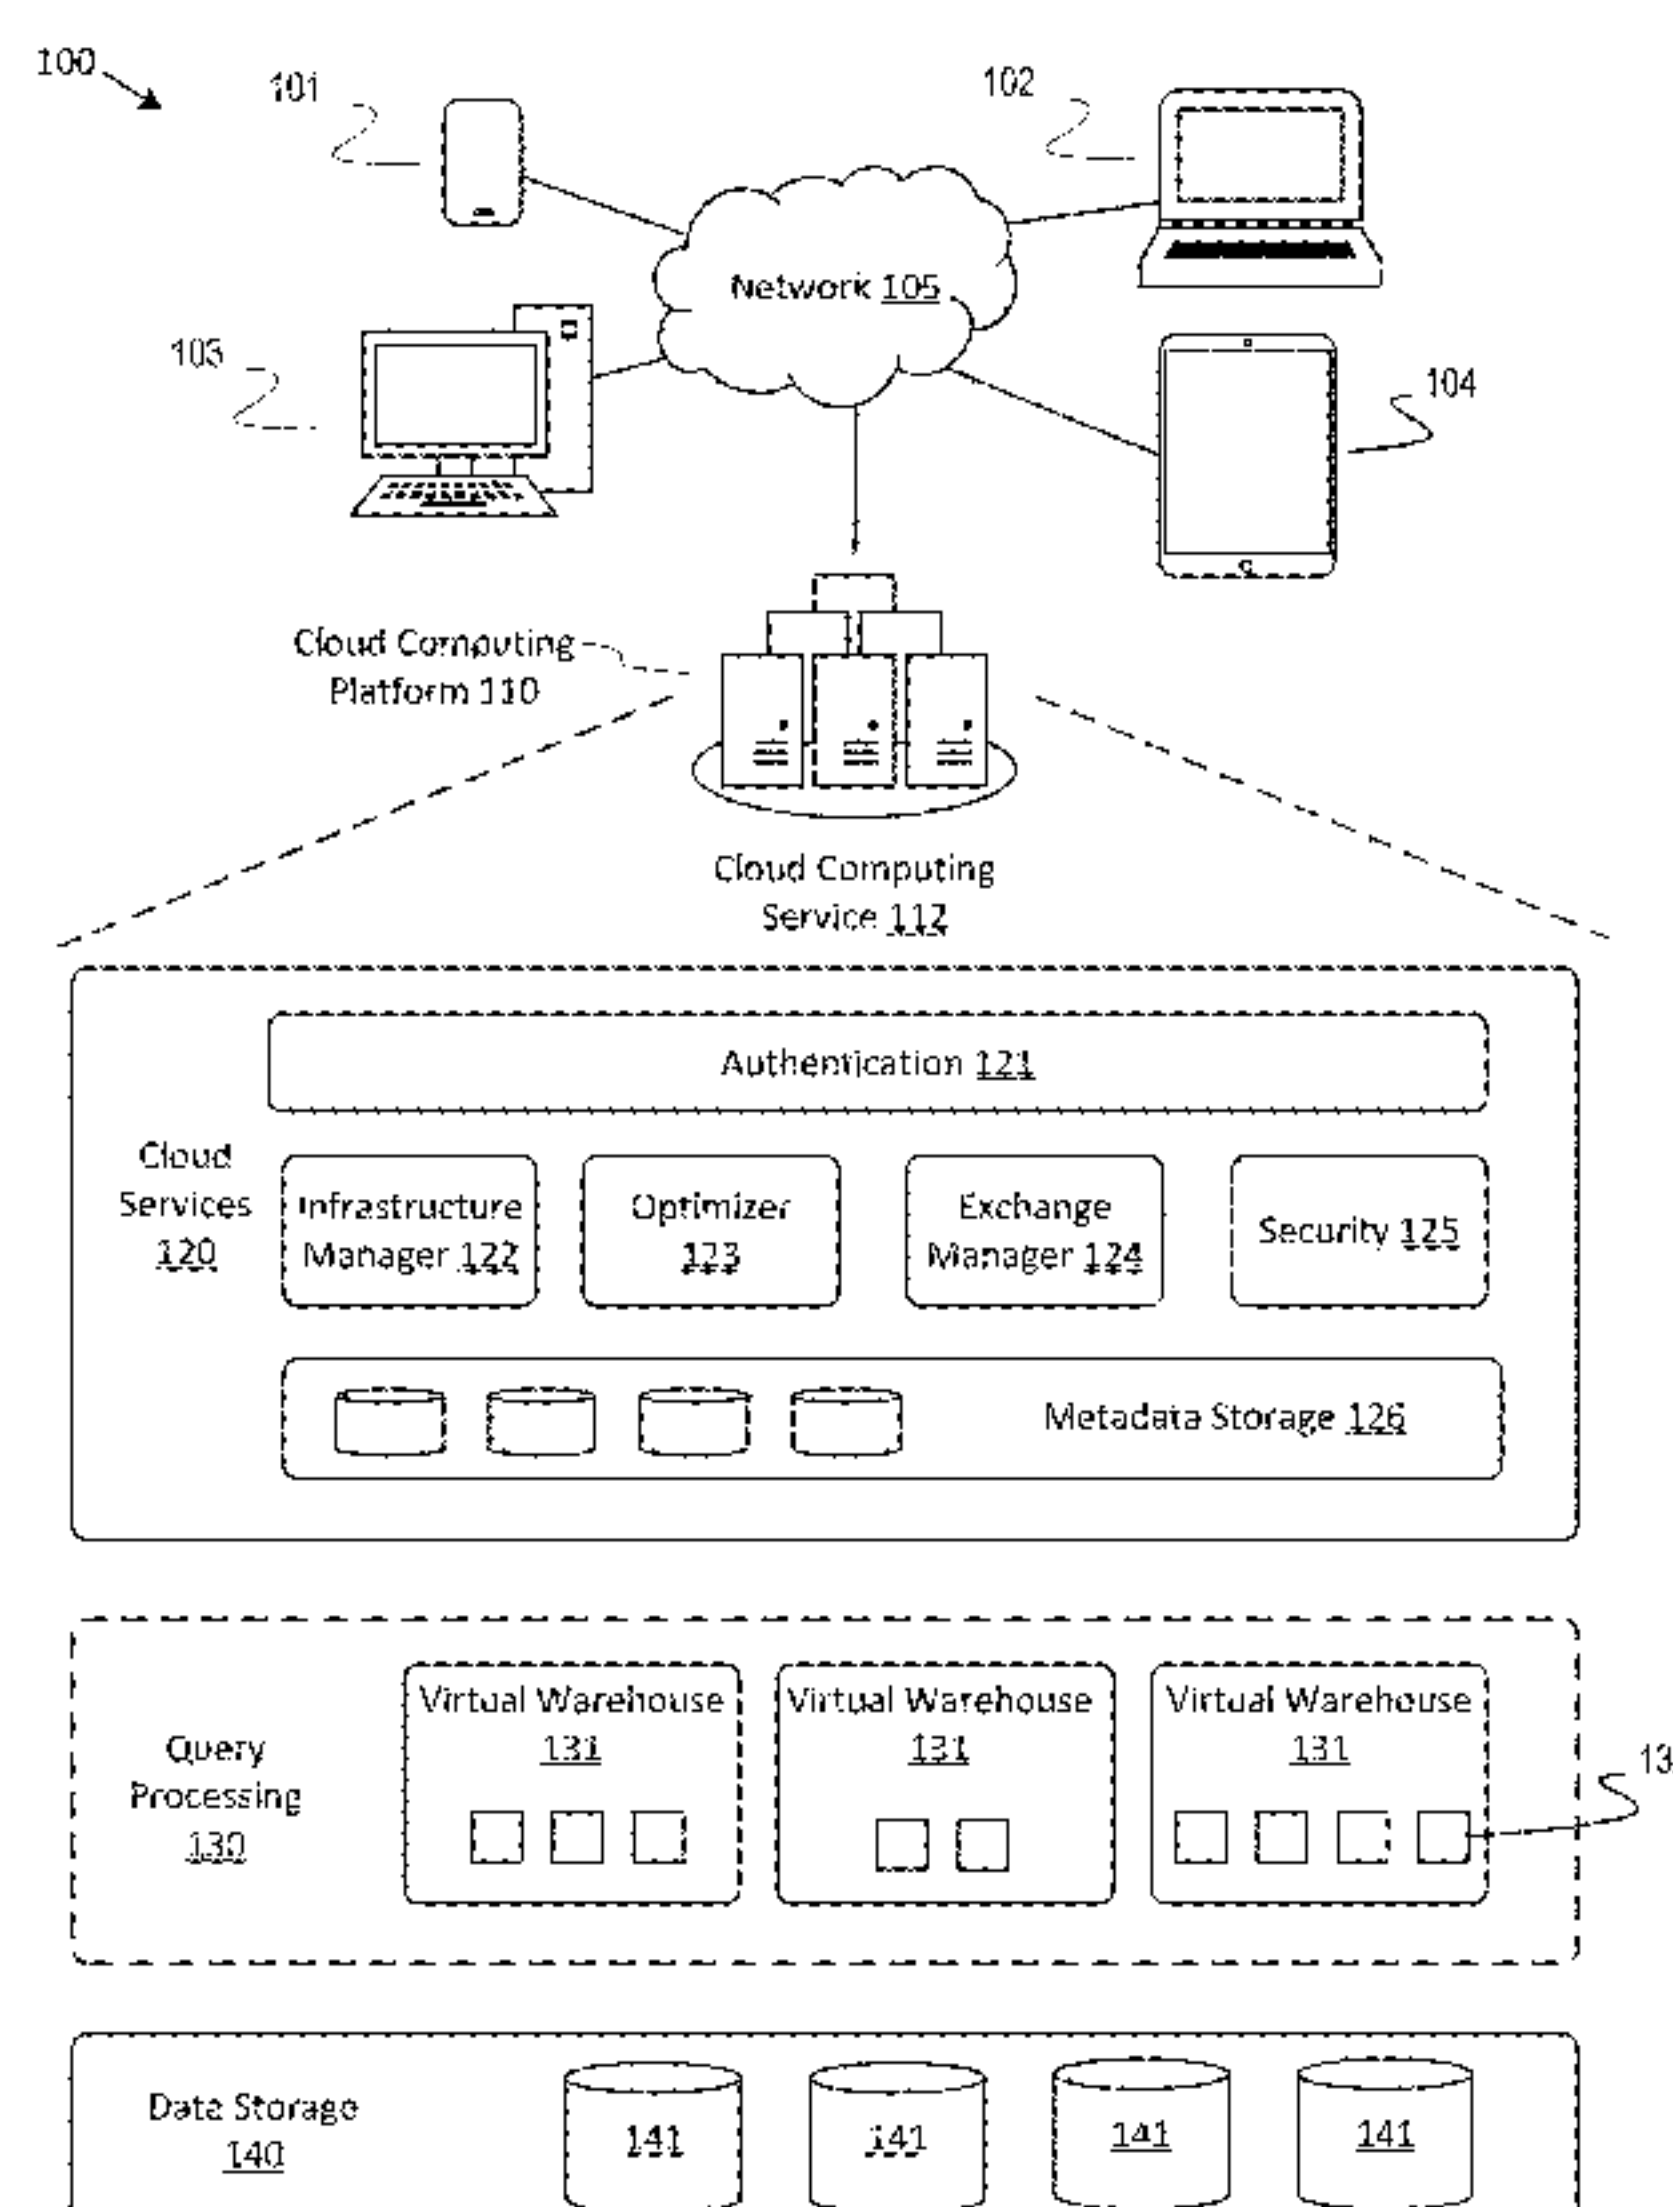 100
101
102
Network 105
103
104
Cloud Computing
Platform 110
Cloud Computing
Service 112
Authentication 121
Cloud
Services
120
Infrastructure
Manager 122
Optimizer
123
Exchange
Manager 124
Security 125
Metadata Storage 126
Query
Processing
130
Virtual Warehouse
131
Virtual Warehouse
131
Virtual Warehouse
131
13
Data Storage
140
141
141
141
141